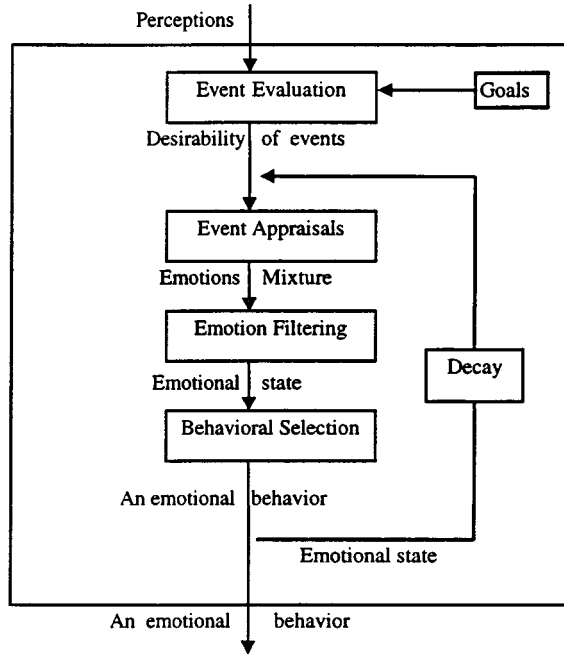 Perceptions
Event Evaluation
Goals
Desirability of events
Event Appraisals
Emotions Mixture
Emotion Filtering
Decay
Emotional state
Behavioral Selection
An emotional behavior
Emotional state
An emotional behavior